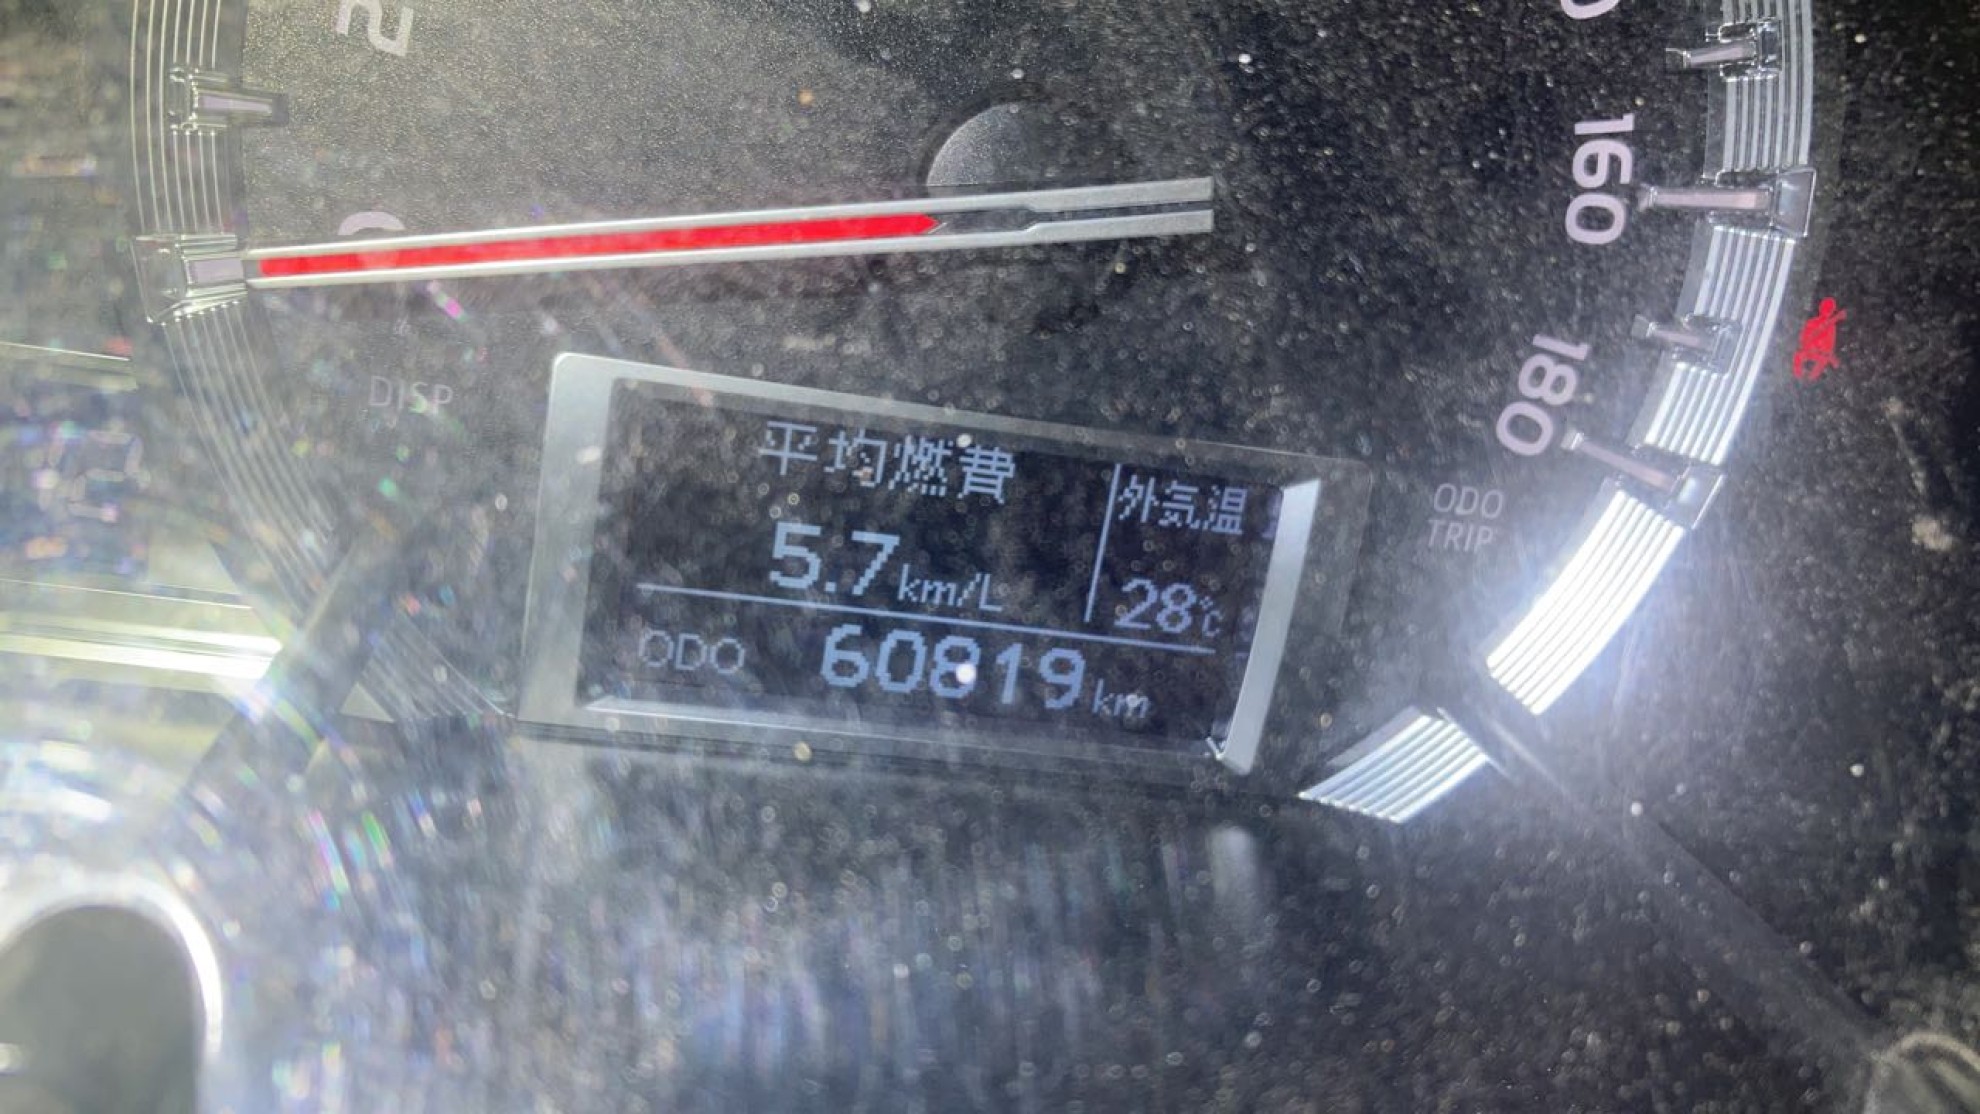 160
180
DISP
平均燃費
5.7km/L
外気温
28℃
ODO 60819km
ODO
TRIP